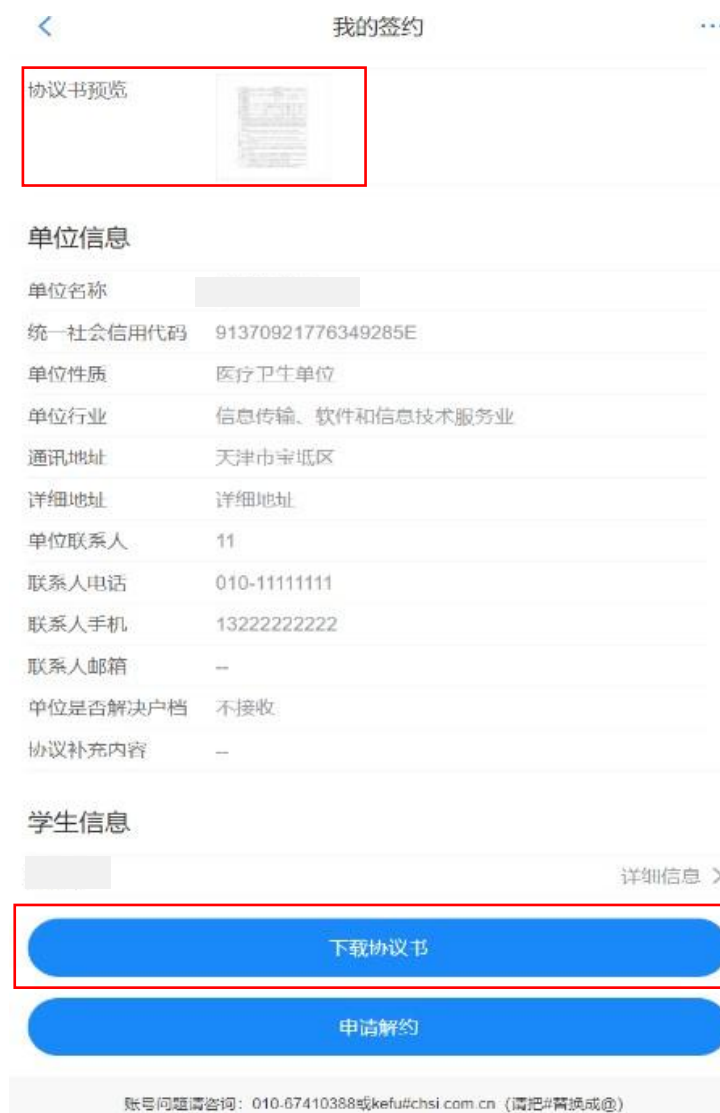 我的签约
协议书预览
单位信息
单位名称
统一社会信用代码 91370921776349285E
单位性质 医疗卫生单位
单位行业 信息传输、软件和信息技术服务业
通讯地址 天津市宝坻区
详细地址 详细地址
单位联系人 11
联系人电话 010-11111111
联系人手机 13222222222
联系人邮箱 --
单位是否解决户档 不接收
协议补充内容 --
学生信息
详细信息
下载协议书
申请解约
账号问题请咨询：010-67410388或kefu#chsi.com.cn（请把#替换成@）